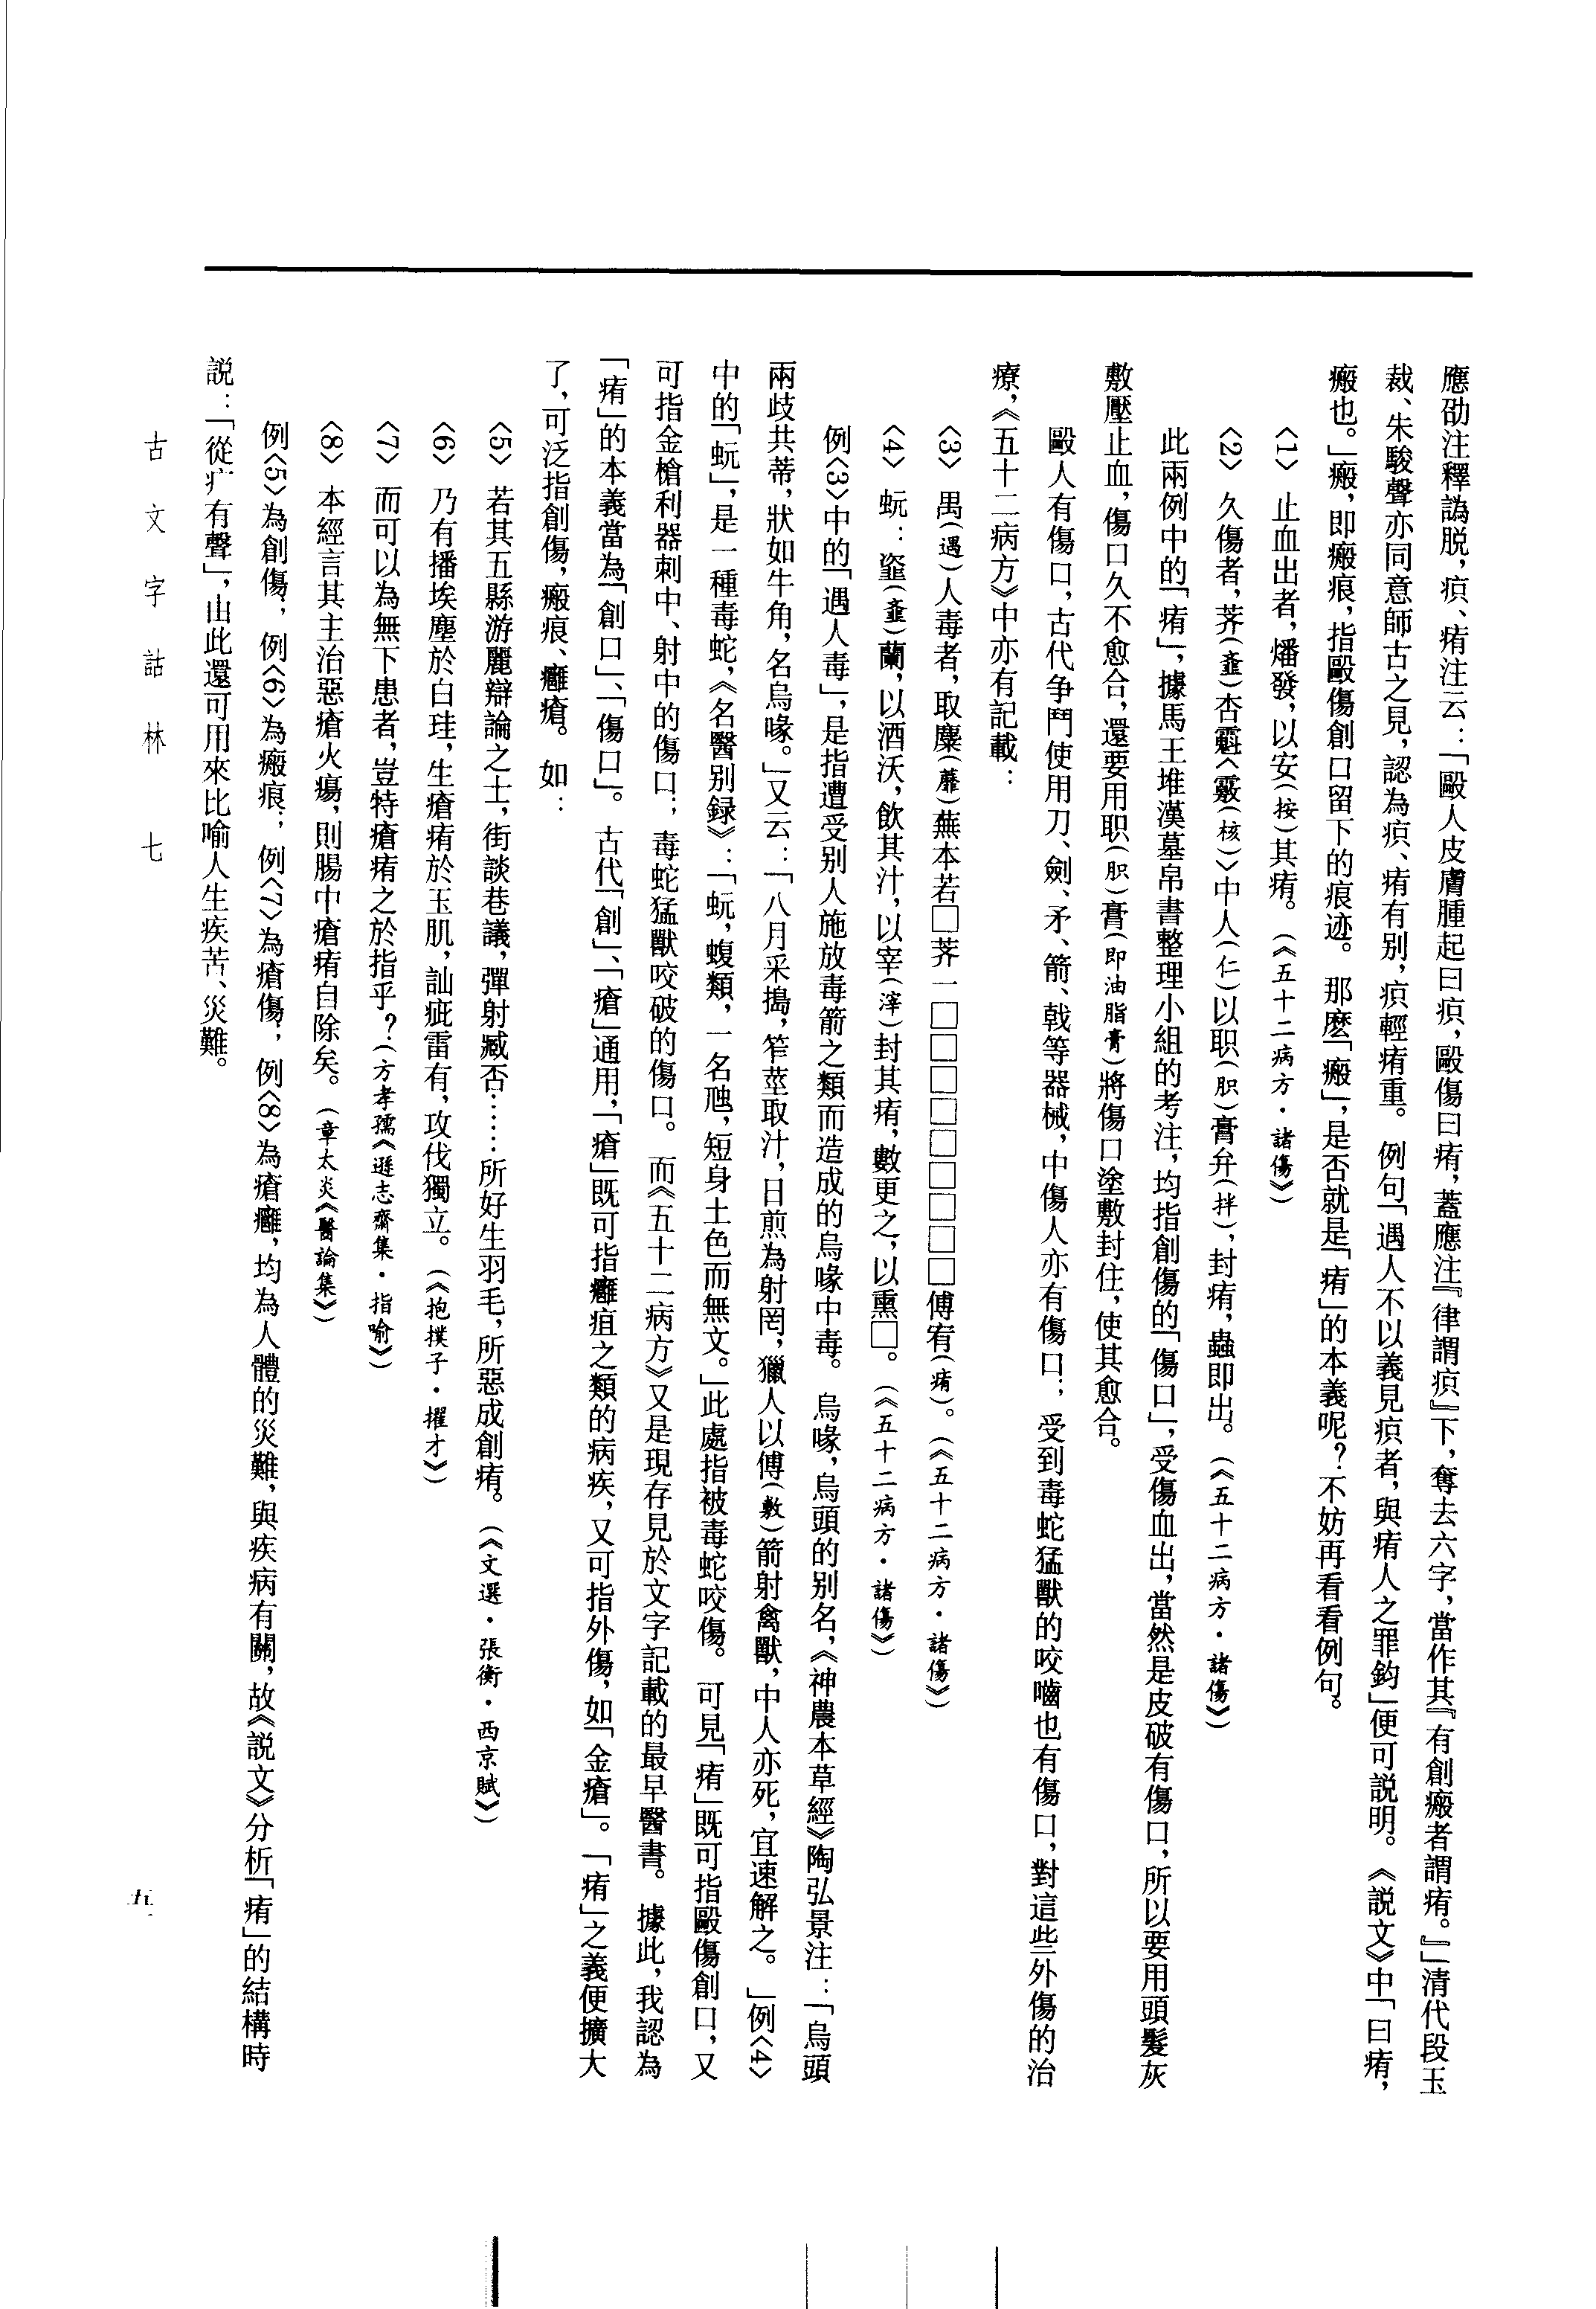 應劭注釋譌脱，疻、痏注云：「毆人皮膚腫起曰疻，毆傷曰痏，蓋應注『律謂疻』下，奪去六字，當作其『有創瘢者謂痏。』」清代段玉
裁、朱駿聲亦同意師古之見，認為疻、痏有别，疻輕痏重。例句「遇人不以義見疻者，與痏人之罪鈞」便可説明。《説文》中「曰痏，
瘢也。」瘢，即瘢痕，指毆傷創口留下的痕迹。那麽「瘢」，是否就是「痏」的本義呢？不妨再看看例句。
〈1〉 止血出者，燔發，以安(按)其痏。(《五十二病方·諸傷》)
〈2〉 久傷者，荠(䪠)杏䨌〈覈(核)〉中人(仁)以职(膱)膏弁(拌)，封痏，蟲即出。(《五十二病方·諸傷》)
此兩例中的「痏」，據馬王堆漢墓帛書整理小組的考注，均指創傷的「傷口」，受傷血出，當然是皮破有傷口，所以要用頭髮灰
敷壓止血，傷口久不愈合，還要用职(膱)膏(即油脂膏)將傷口塗敷封住，使其愈合。
毆人有傷口，古代争鬥使用刀、劍、矛、箭、戟等器械，中傷人亦有傷口；受到毒蛇猛獸的咬嚙也有傷口，對這些外傷的治
療，《五十二病方》中亦有記載：
〈3〉 禺(遇)人毒者，取麋(蘼)蕪本若□荠一□□□□□□□□□傅宥(痏)。(《五十二病方·諸傷》)
〈4〉 蚖：𥂖(䪠)蘭，以酒沃，飲其汁，以宰(滓)封其痏，數更之，以熏□。(《五十二病方·諸傷》)
例〈3〉中的「遇人毒」，是指遭受别人施放毒箭之類而造成的烏喙中毒。烏喙，烏頭的别名，《神農本草經》陶弘景注：「烏頭
兩歧共蒂，狀如牛角，名烏喙。」又云：「八月采搗，笮莖取汁，日煎為射罔，獵人以傅(敷)箭射禽獸，中人亦死，宜速解之。」例〈4〉
中的「蚖」，是一種毒蛇，《名醫别録》：「蚖，蝮類，一名虺，短身土色而無文。」此處指被毒蛇咬傷。可見「痏」既可指毆傷創口，又
可指金槍利器刺中、射中的傷口；毒蛇猛獸咬破的傷口。而《五十二病方》又是現存見於文字記載的最早醫書。據此，我認為
「痏」的本義當為「創口」、「傷口」。古代「創」、「瘡」通用，「瘡」既可指癰疽之類的病疾，又可指外傷，如「金瘡」。「痏」之義便擴大
了，可泛指創傷，瘢痕、癰瘡。如：
〈5〉 若其五縣游麗辯論之士，街談巷議，彈射臧否……所好生羽毛，所惡成創痏。(《文選·張衡·西京賦》)
〈6〉 乃有播埃塵於白珪，生瘡痏於玉肌，訕疵雷有，攻伐獨立。(《抱撲子·擢才》)
〈7〉 而可以為無下患者，豈特瘡痏之於指乎？(方孝孺《遜志齋集·指喻》)
〈8〉 本經言其主治惡瘡火瘍，則腸中瘡痏自除矣。(章太炎《醫論集》)
例〈5〉為創傷；例〈6〉為瘢痕；例〈7〉為瘡傷；例〈8〉為瘡癰，均為人體的災難，與疾病有關，故《説文》分析「痏」的結構時
説：「從疒有聲」，由此還可用來比喻人生疾苦、災難。
古文字詁林 七